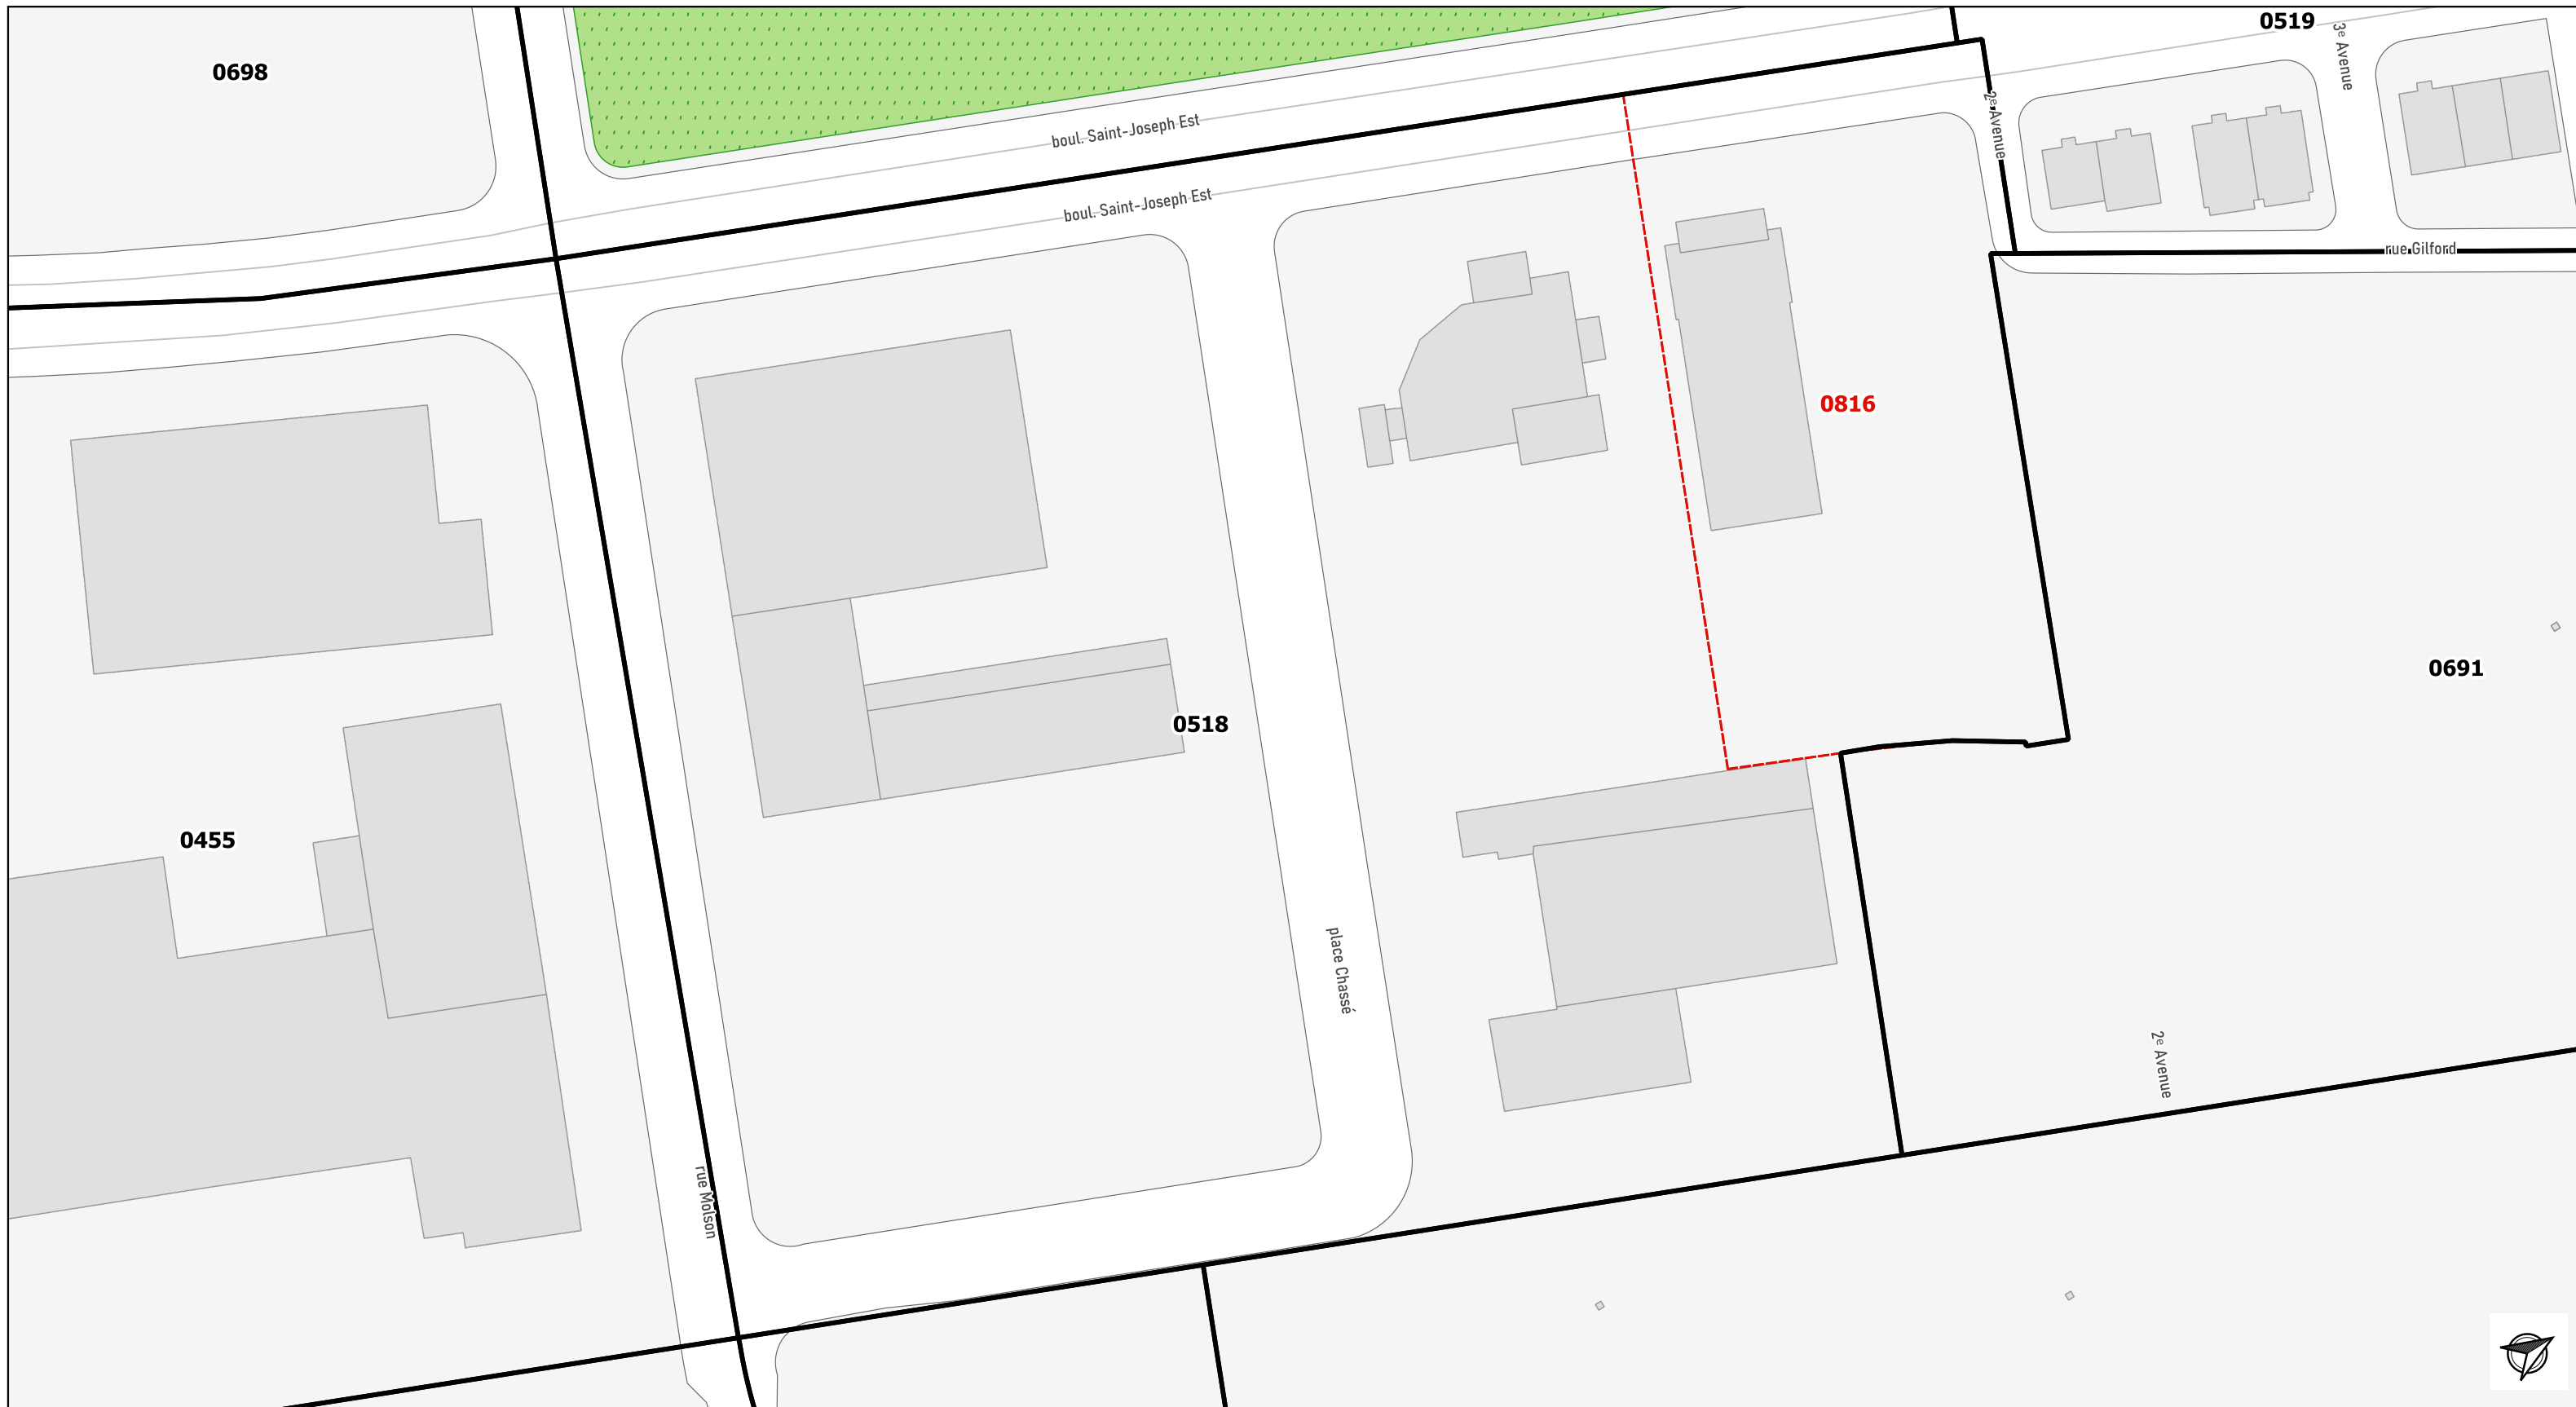 0519
3e Avenue
0698
2e Avenue
boul. Saint-Joseph Est
boul. Saint-Joseph Est
rue Gilford
0816
0691
0518
0455
place Chassé
2e Avenue
rue Molson